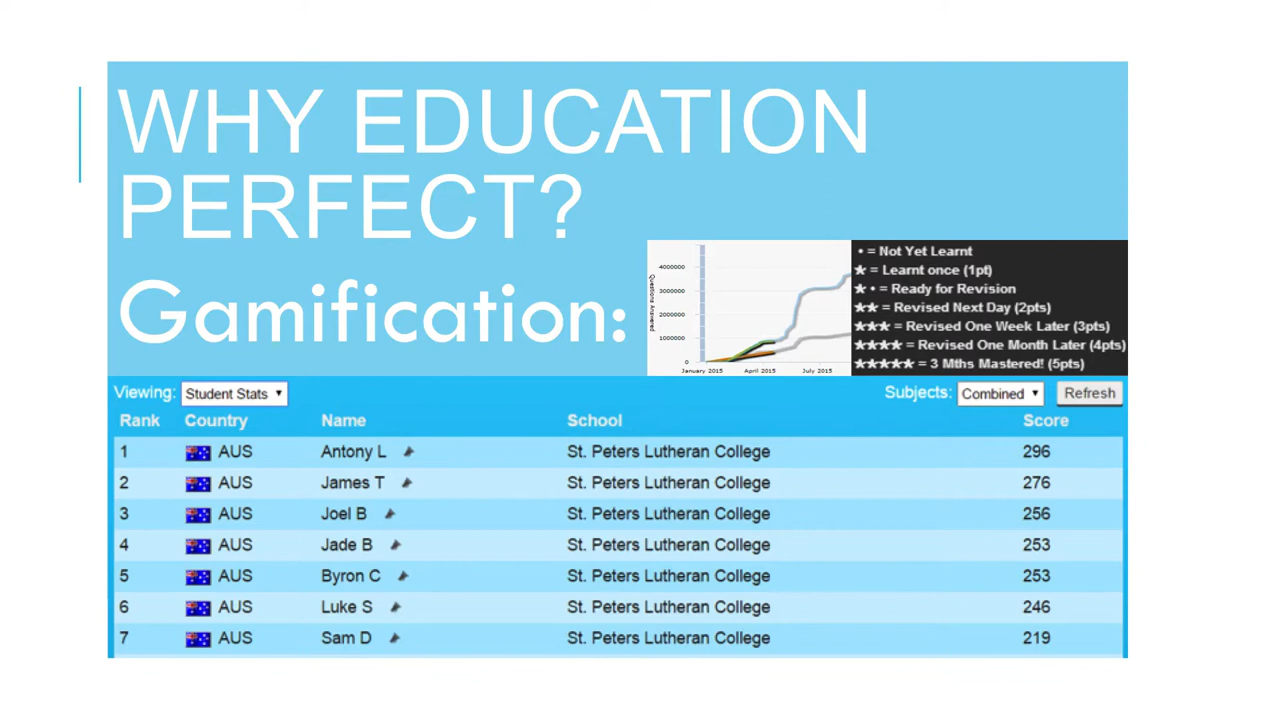 WHY EDUCATION
PERFECT?
Gamification:
Questions Answered
4000000
3000000
2000000
1000000
0
January 2015 April 2015 July 2015
• = Not Yet Learnt
★ = Learnt once (1pt)
★ • = Ready for Revision
★★ = Revised Next Day (2pts)
★★★ = Revised One Week Later (3pts)
★★★★ = Revised One Month Later (4pts)
★★★★★ = 3 Mths Mastered! (5pts)
Viewing: Student Stats ▼ Subjects: Combined ▼ Refresh
Rank Country Name School Score
1 AUS Antony L St. Peters Lutheran College 296
2 AUS James T St. Peters Lutheran College 276
3 AUS Joel B St. Peters Lutheran College 256
4 AUS Jade B St. Peters Lutheran College 253
5 AUS Byron C St. Peters Lutheran College 253
6 AUS Luke S St. Peters Lutheran College 246
7 AUS Sam D St. Peters Lutheran College 219